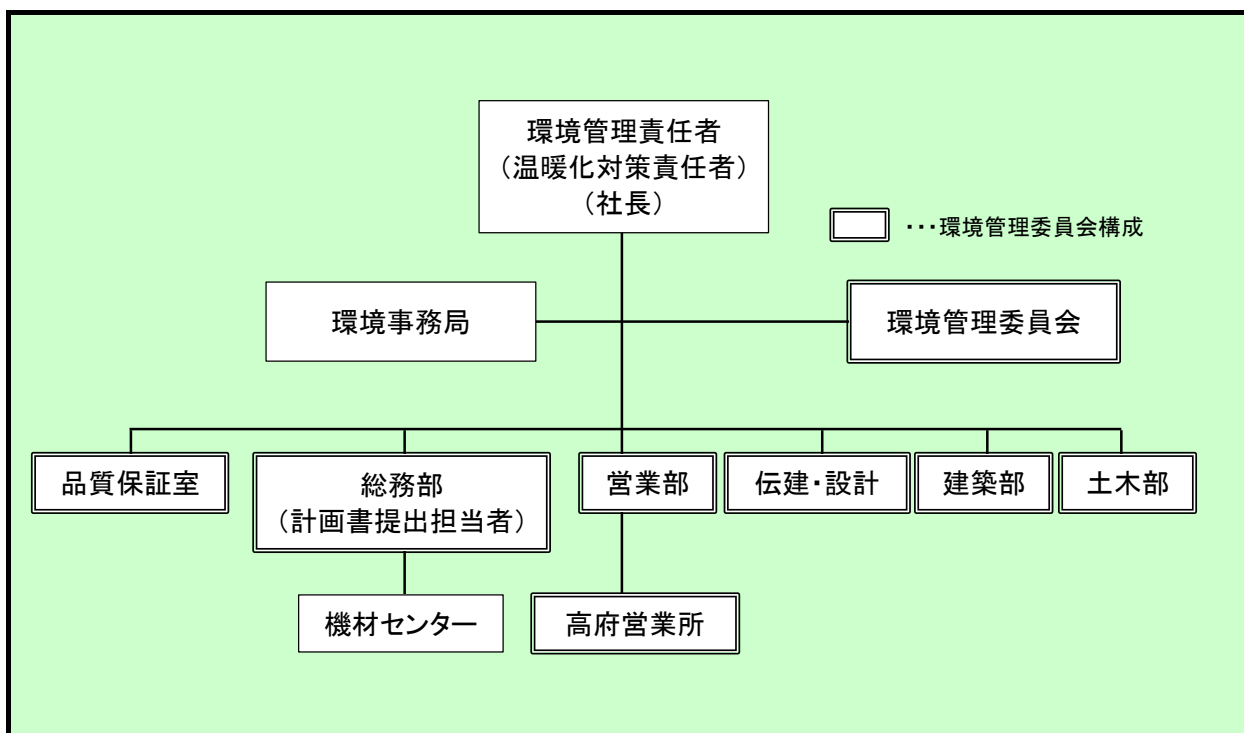 環境管理責任者
（温暖化対策責任者）
（社長）
・・・環境管理委員会構成
環境事務局
環境管理委員会
品質保証室
総務部
（計画書提出担当者）
営業部
伝建・設計
建築部
土木部
機材センター
高府営業所